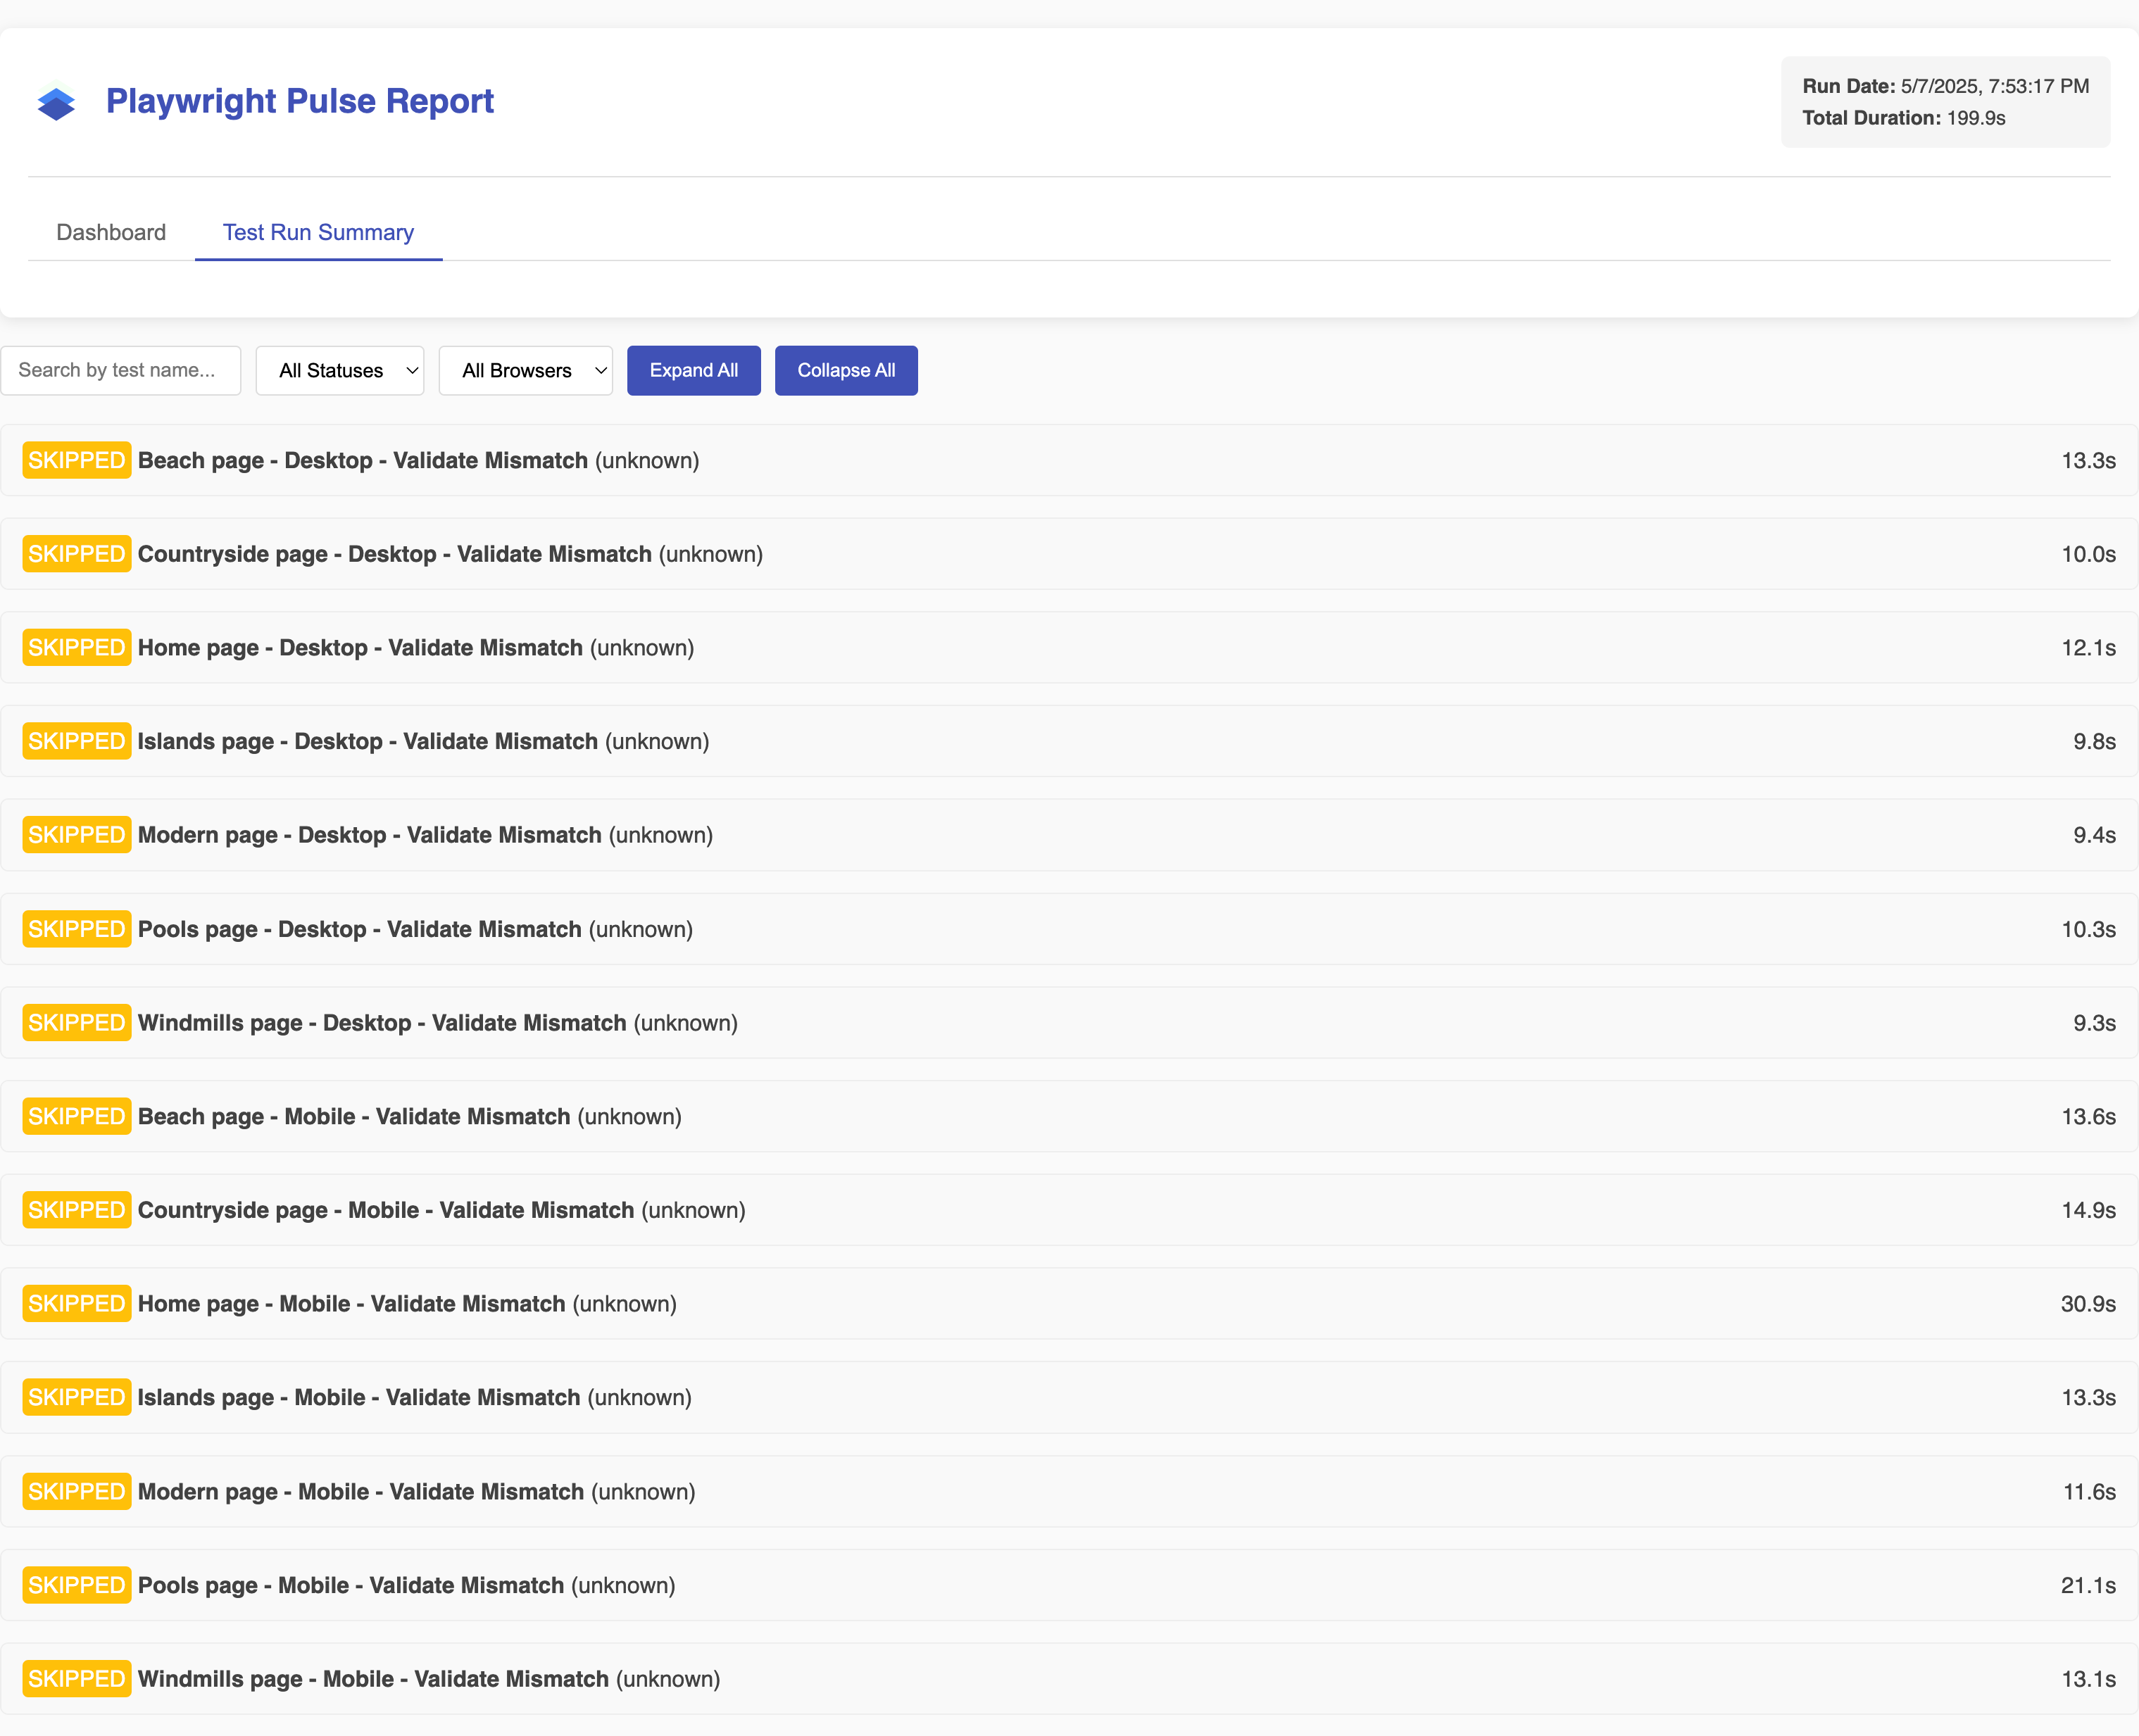 Playwright Pulse Report
Run Date: 5/7/2025, 7:53:17 PM
Total Duration: 199.9s
Dashboard
Test Run Summary
Search by test name...
All Statuses
All Browsers
Expand All
Collapse All
SKIPPED Beach page - Desktop - Validate Mismatch (unknown) 13.3s
SKIPPED Countryside page - Desktop - Validate Mismatch (unknown) 10.0s
SKIPPED Home page - Desktop - Validate Mismatch (unknown) 12.1s
SKIPPED Islands page - Desktop - Validate Mismatch (unknown) 9.8s
SKIPPED Modern page - Desktop - Validate Mismatch (unknown) 9.4s
SKIPPED Pools page - Desktop - Validate Mismatch (unknown) 10.3s
SKIPPED Windmills page - Desktop - Validate Mismatch (unknown) 9.3s
SKIPPED Beach page - Mobile - Validate Mismatch (unknown) 13.6s
SKIPPED Countryside page - Mobile - Validate Mismatch (unknown) 14.9s
SKIPPED Home page - Mobile - Validate Mismatch (unknown) 30.9s
SKIPPED Islands page - Mobile - Validate Mismatch (unknown) 13.3s
SKIPPED Modern page - Mobile - Validate Mismatch (unknown) 11.6s
SKIPPED Pools page - Mobile - Validate Mismatch (unknown) 21.1s
SKIPPED Windmills page - Mobile - Validate Mismatch (unknown) 13.1s